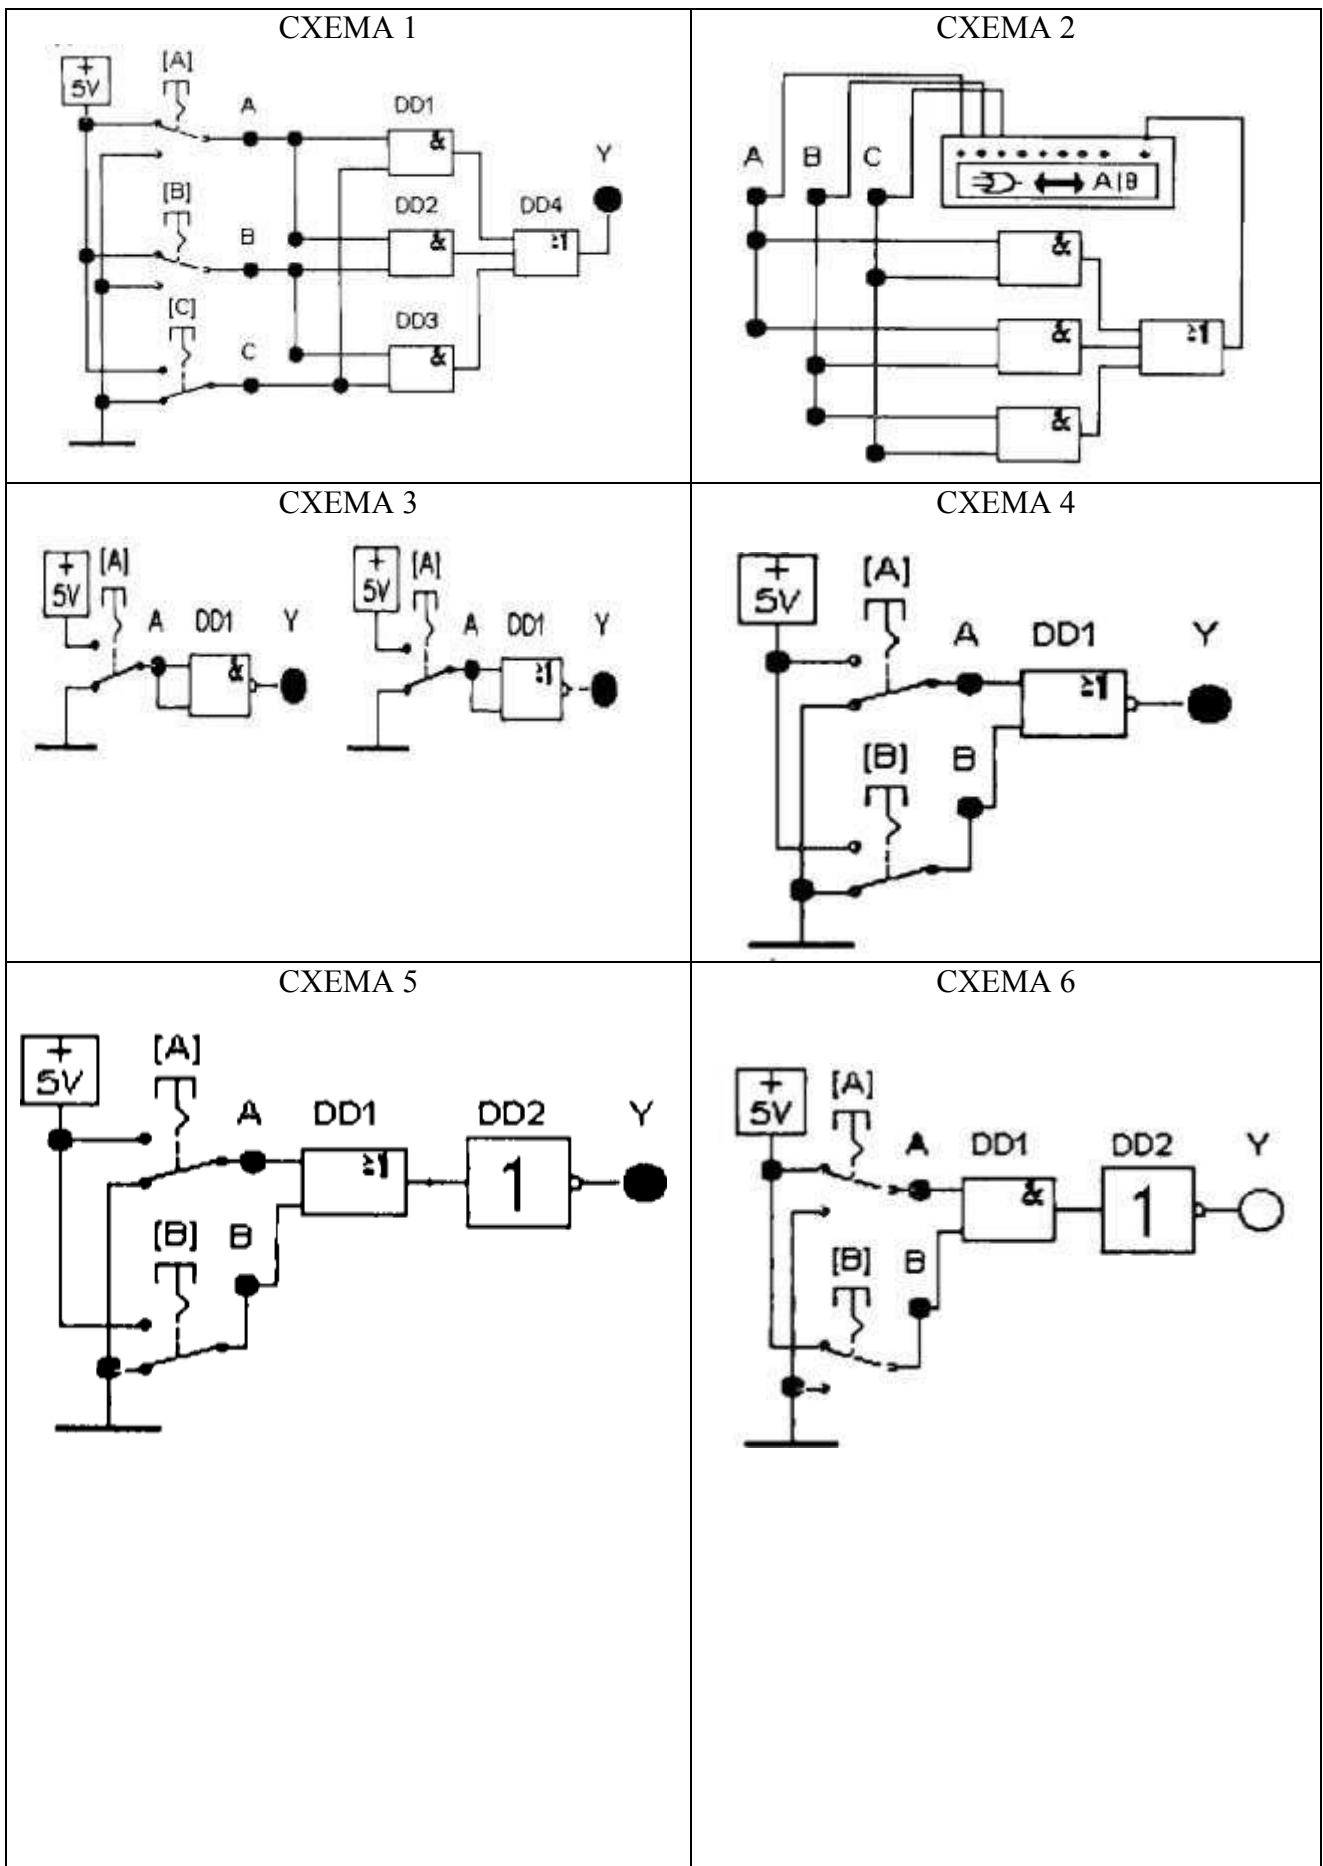 СХЕМА 1
[A]
+
5V
A
DD1
&
Y
[B]
DD2
DD4
B
&
≥1
[C]
DD3
C
&
СХЕМА 2
A B C
A|B
&
&
≥1
&
СХЕМА 3
+
5V
[A]
A DD1 Y
&
+
5V
[A]
A DD1 Y
≥1
СХЕМА 4
+
5V
[A]
A DD1 Y
≥1
[B] B
СХЕМА 5
+
5V
[A]
A DD1 DD2 Y
≥1
1
[B] B
СХЕМА 6
+
5V
[A]
A DD1 DD2 Y
&
1
[B] B